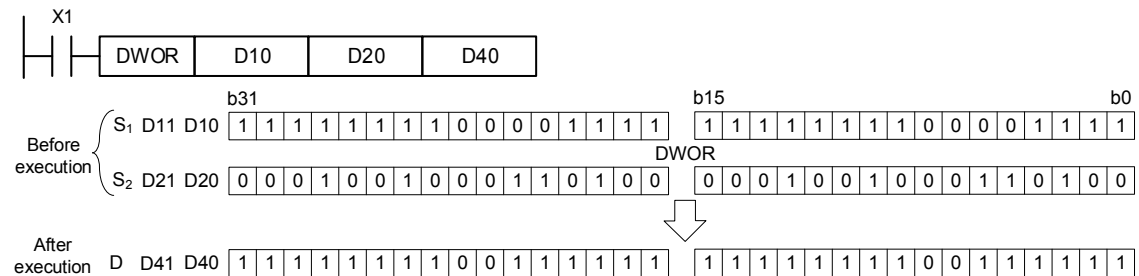 X1
DWOR D10 D20 D40
b31 b15 b0
Before execution
S1 D11 D10 1 1 1 1 1 1 1 1 0 0 0 0 1 1 1 1 1 1 1 1 1 1 1 1 0 0 0 0 1 1 1 1
DWOR
S2 D21 D20 0 0 0 1 0 0 1 0 0 0 1 1 0 1 0 0 0 0 0 1 0 0 1 0 0 0 1 1 0 1 0 0
After execution
D D41 D40 1 1 1 1 1 1 1 1 0 0 1 1 1 1 1 1 1 1 1 1 1 1 1 1 0 0 1 1 1 1 1 1